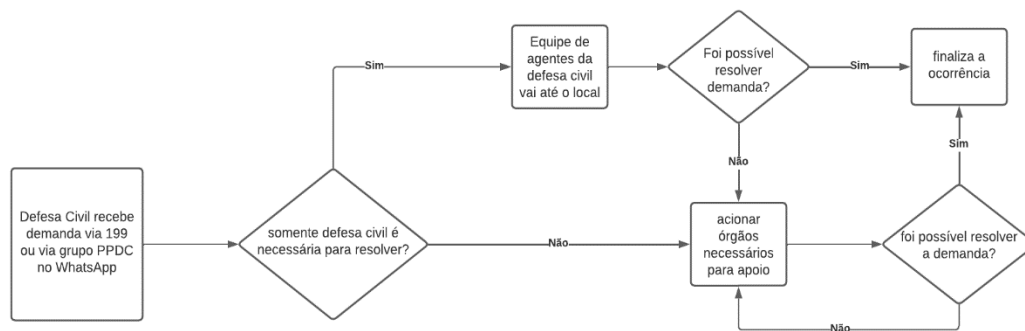 Defesa Civil recebe
demanda via 199
ou via grupo PPDC
no WhatsApp
somente defesa civil é
necessária para resolver?
Sim
Equipe de
agentes da
defesa civil
vai até o local
Foi possível
resolver
demanda?
Sim
finaliza a
ocorrência
Não
Não
acionar
órgãos
necessários
para apoio
foi possível resolver
a demanda?
Sim
Não